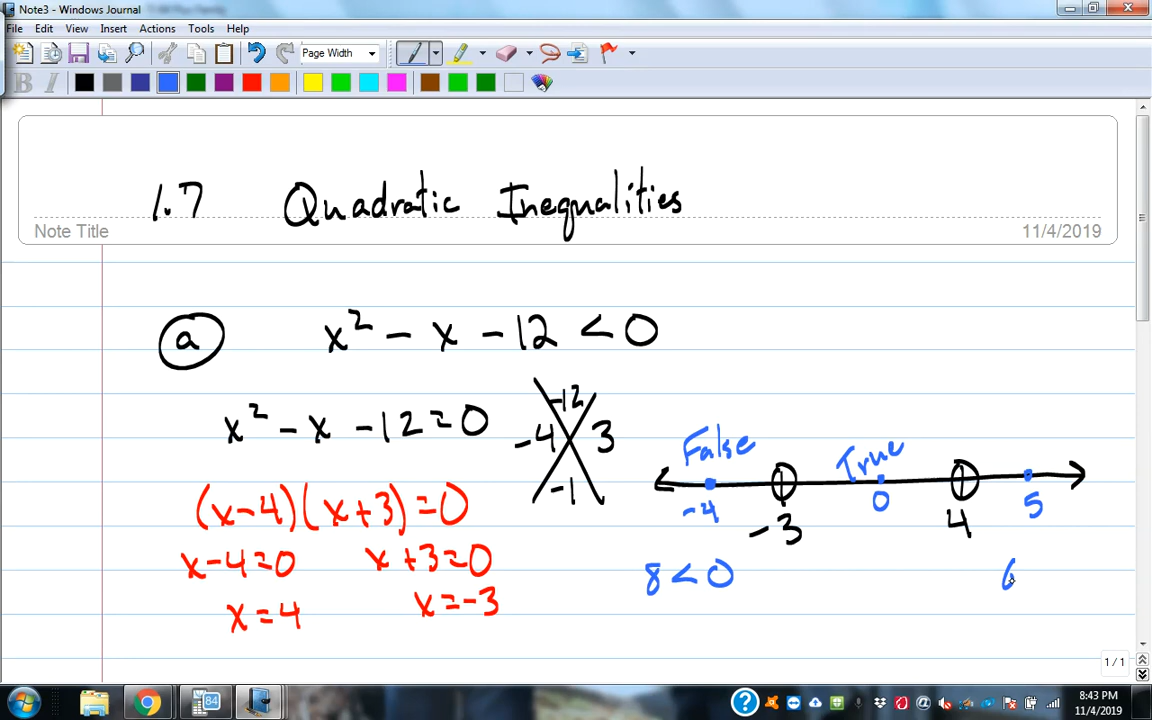 Note3 - Windows Journal
File Edit View Insert Actions Tools Help
Page Width
B I
1.7 Quadratic Inequalities
Note Title 11/4/2019
a x² - x - 12 < 0
x² - x - 12 = 0
-12
-4 3
-1
False True
-4 -3 0 4 5
(x-4)(x+3)=0
x-4=0 x+3=0
8<0 6
x=4 x=-3
1 / 1
84
8:43 PM
11/4/2019